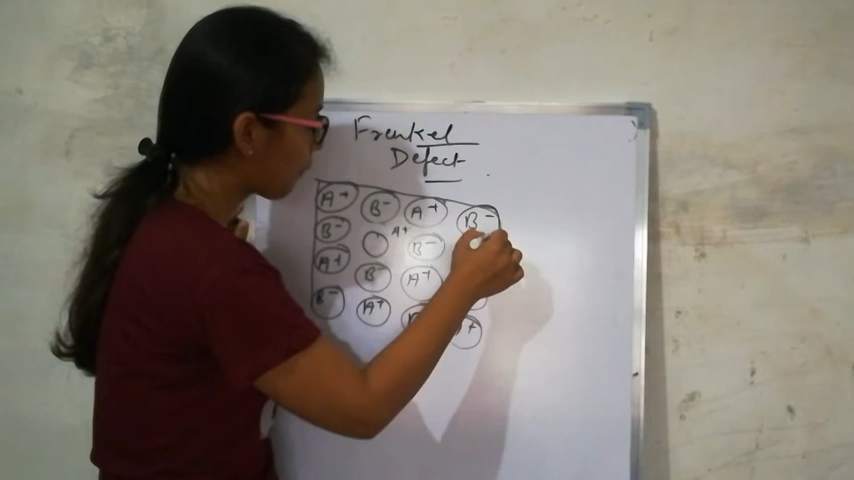 Frenkel
Defect
A+ B- A+ B-
A+
B- B-
A+ B- A+
B- A+